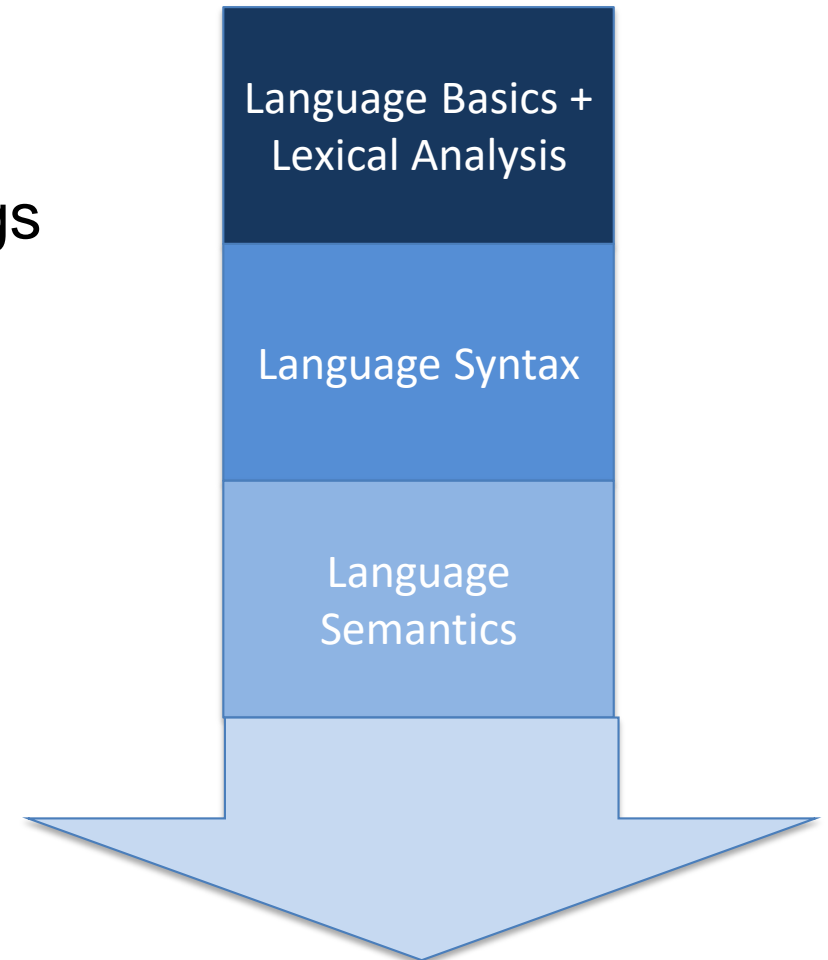 Language Basics +
Lexical Analysis
Language Syntax
Language
Semantics